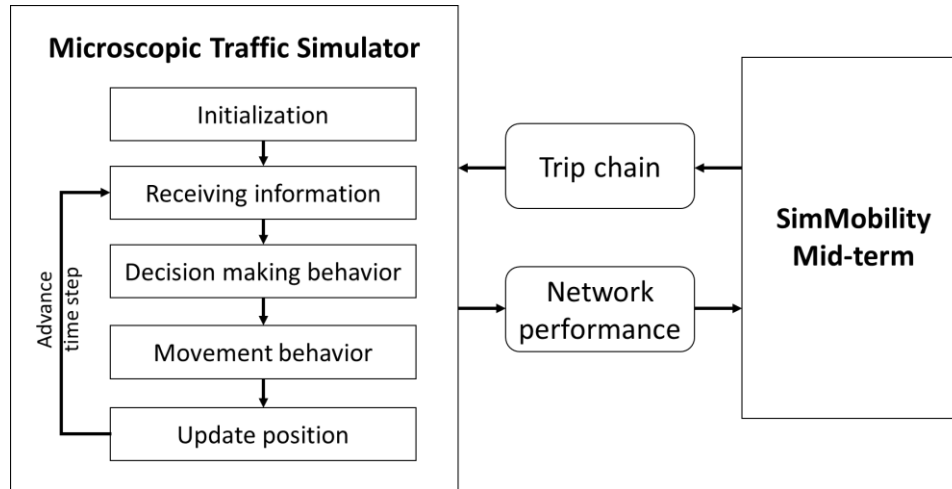 Microscopic Traffic Simulator
Initialization
Receiving information
Decision making behavior
Movement behavior
Update position
Advance
time step
Trip chain
Network
performance
SimMobility
Mid-term